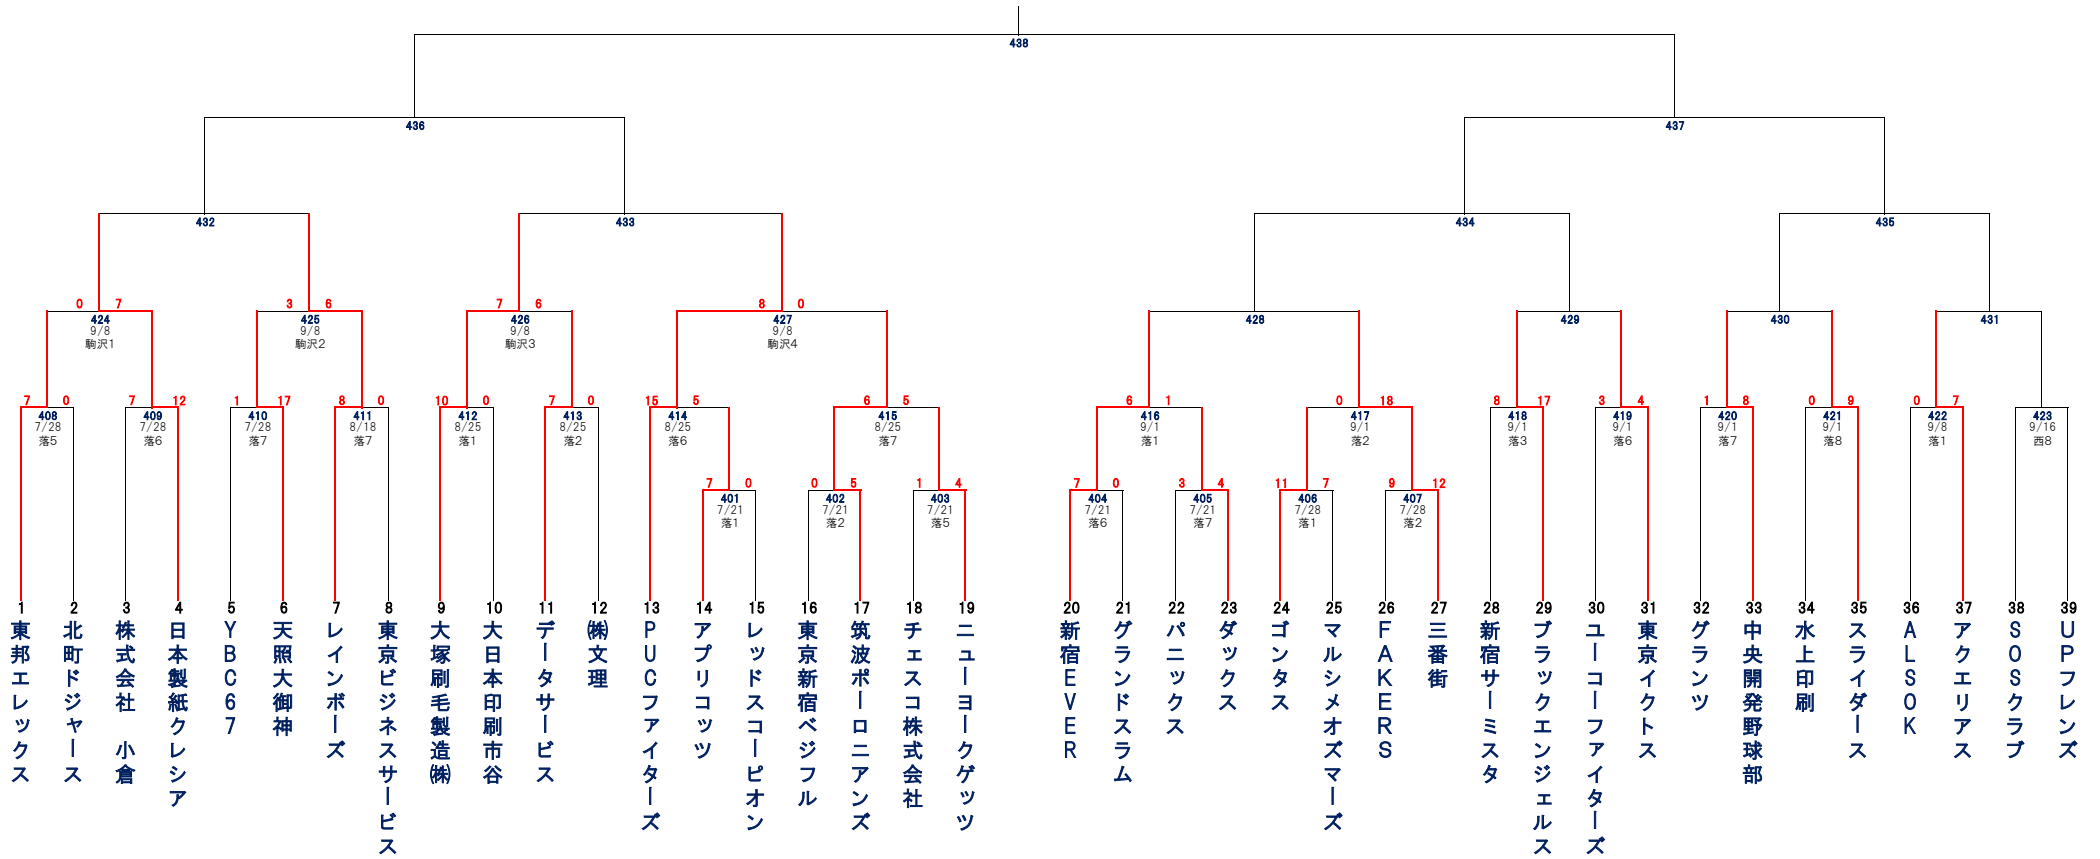 438
436
437
432
433
434
435
0 7
3 6
7 6
8 0
424
425
426
427
428
429
430
431
9/8
9/8
9/8
9/8
駒沢1
駒沢2
駒沢3
駒沢4
7 0
7 12
1 17
8 0
10 0
7 0
15 5
6 5
6 1
0 18
8 17
3 4
1 8
0 9
0 7
408
409
410
411
412
413
414
415
416
417
418
419
420
421
422
423
7/28
7/28
7/28
8/18
8/25
8/25
8/25
8/25
9/1
9/1
9/1
9/1
9/1
9/1
9/8
9/16
落5
落6
落7
落7
落1
落2
落6
落7
落1
落2
落3
落6
落7
落8
落1
西8
7 0
0 5
1 4
7 0
3 4
11 7
9 12
401
402
403
404
405
406
407
7/21
7/21
7/21
7/21
7/21
7/28
7/28
落1
落2
落5
落6
落7
落1
落2
1
東邦エレックス
2
北町ドジャース
3
株式会社 小倉
4
日本製紙クレシア
5
YBC67
6
天照大御神
7
レインボーズ
8
東京ビジネスサービス
9
大塚刷毛製造㈱
10
大日本印刷市谷
11
データサービス
12
㈱文理
13
PUCファイターズ
14
アプリコッツ
15
レッドスコーピオン
16
東京新宿ベジフル
17
筑波ポーロニアンズ
18
チェスコ株式会社
19
ニューヨークゲッツ
20
新宿EVER
21
グランドスラム
22
パニックス
23
ダックス
24
ゴンタス
25
マルシメオズマーズ
26
FAKERS
27
三番街
28
新宿サーミスタ
29
ブラックエンジェルス
30
ユーコーファイターズ
31
東京イクトス
32
グランツ
33
中央開発野球部
34
水上印刷
35
スライダース
36
ALSOK
37
アクエリアス
38
SOSクラブ
39
UPフレンズ